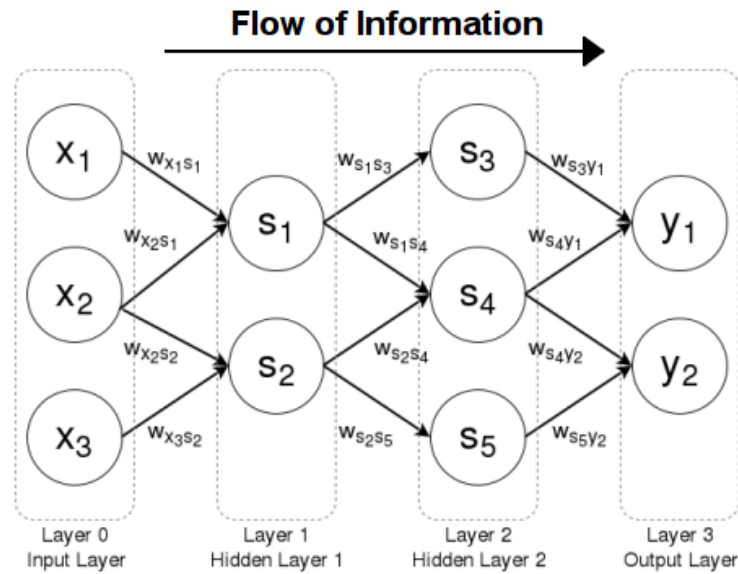 Flow of Information
x1
x2
x3
wx1s1
wx2s1
wx2s2
wx3s2
s1
s2
ws1s3
ws1s4
ws2s4
ws2s5
s3
s4
s5
ws3y1
ws4y1
ws4y2
ws5y2
y1
y2
Layer 0
Input Layer
Layer 1
Hidden Layer 1
Layer 2
Hidden Layer 2
Layer 3
Output Layer